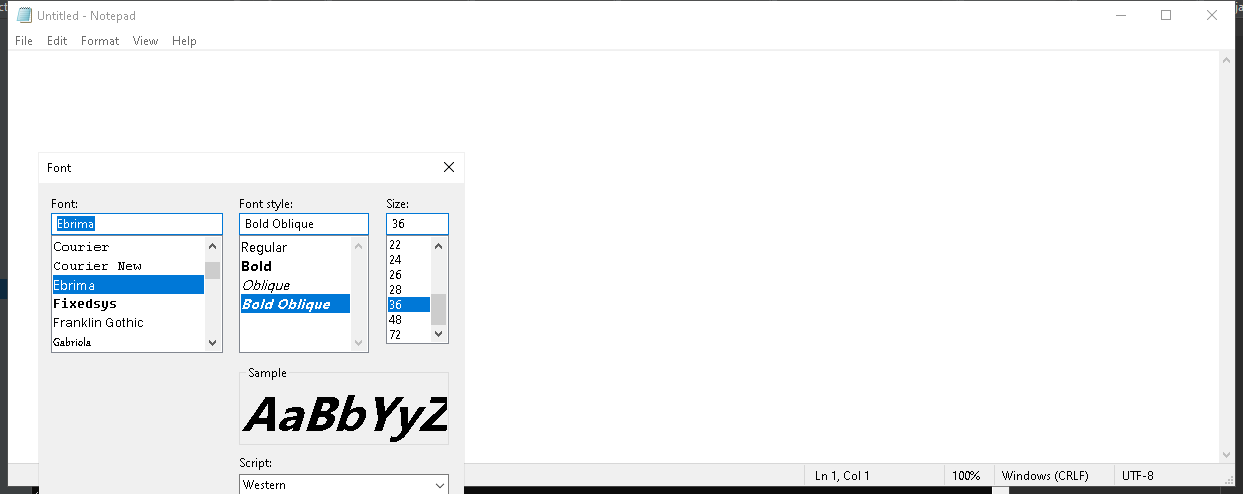 Untitled - Notepad
File Edit Format View Help
Font
Font: Font style: Size:
Ebrima Bold Oblique 36
Courier
Courier New
Ebrima
Fixedsys
Franklin Gothic
Gabriola
Regular
Bold
Oblique
Bold Oblique
22
24
26
28
36
48
72
Sample
AaBbYyZ
Script:
Western
Ln 1, Col 1 100% Windows (CRLF) UTF-8